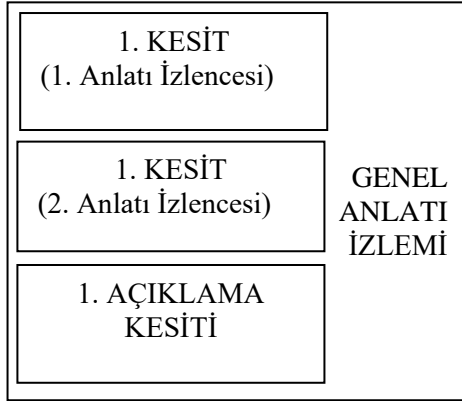 1. KESİT
(1. Anlatı İzlencesi)
1. KESİT
(2. Anlatı İzlencesi)
1. AÇIKLAMA
KESİTİ
GENEL
ANLATI
İZLEMİ